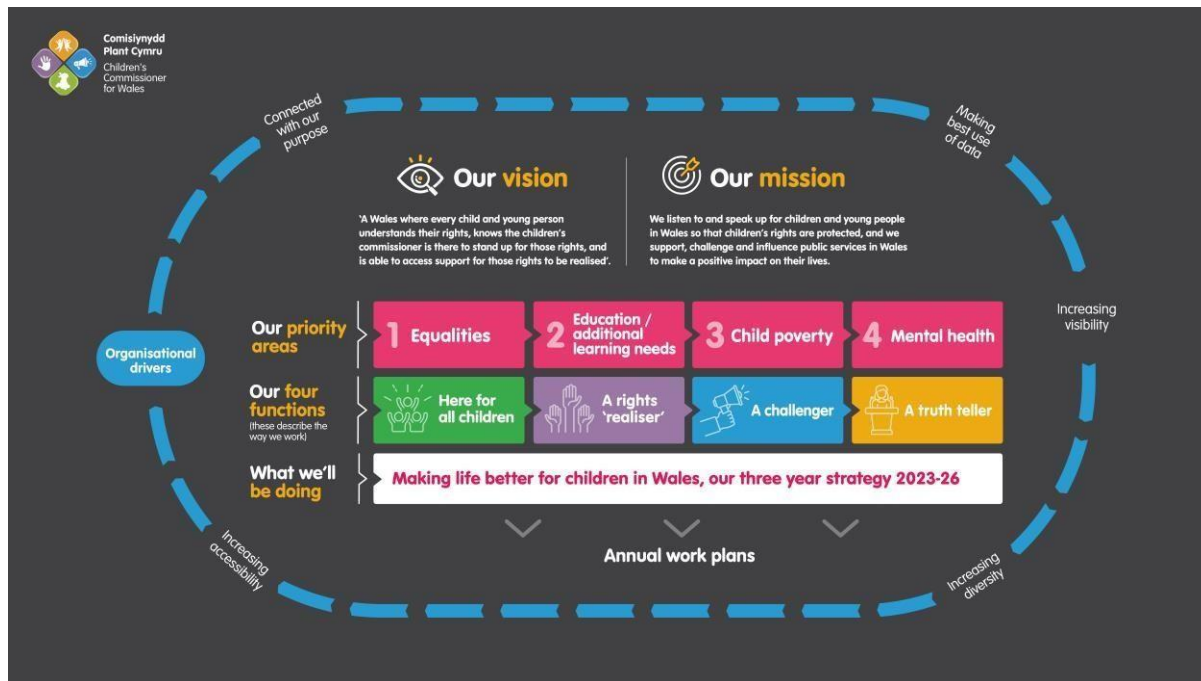 Comisiynydd
Plant Cymru
Children's
Commissioner
for Wales
Connected
with our
purpose
Making
best use
of data
Our vision
'A Wales where every child and young person
understands their rights, knows the children's
commissioner is there to stand up for those rights, and
is able to access support for those rights to be realised'.
Our mission
We listen to and speak up for children and young people
in Wales so that children's rights are protected, and we
support, challenge and influence public services in Wales
to make a positive impact on their lives.
Increasing
visibility
Organisational
drivers
Our priority
areas
1 Equalities
2 Education /
additional
learning needs
3 Child poverty
4 Mental health
Our four
functions
(these describe the
way we work)
Here for
all children
A rights
'realiser'
A challenger
A truth teller
What we'll
be doing
Making life better for children in Wales, our three year strategy 2023-26
Annual work plans
Increasing
accessibility
Increasing
diversity